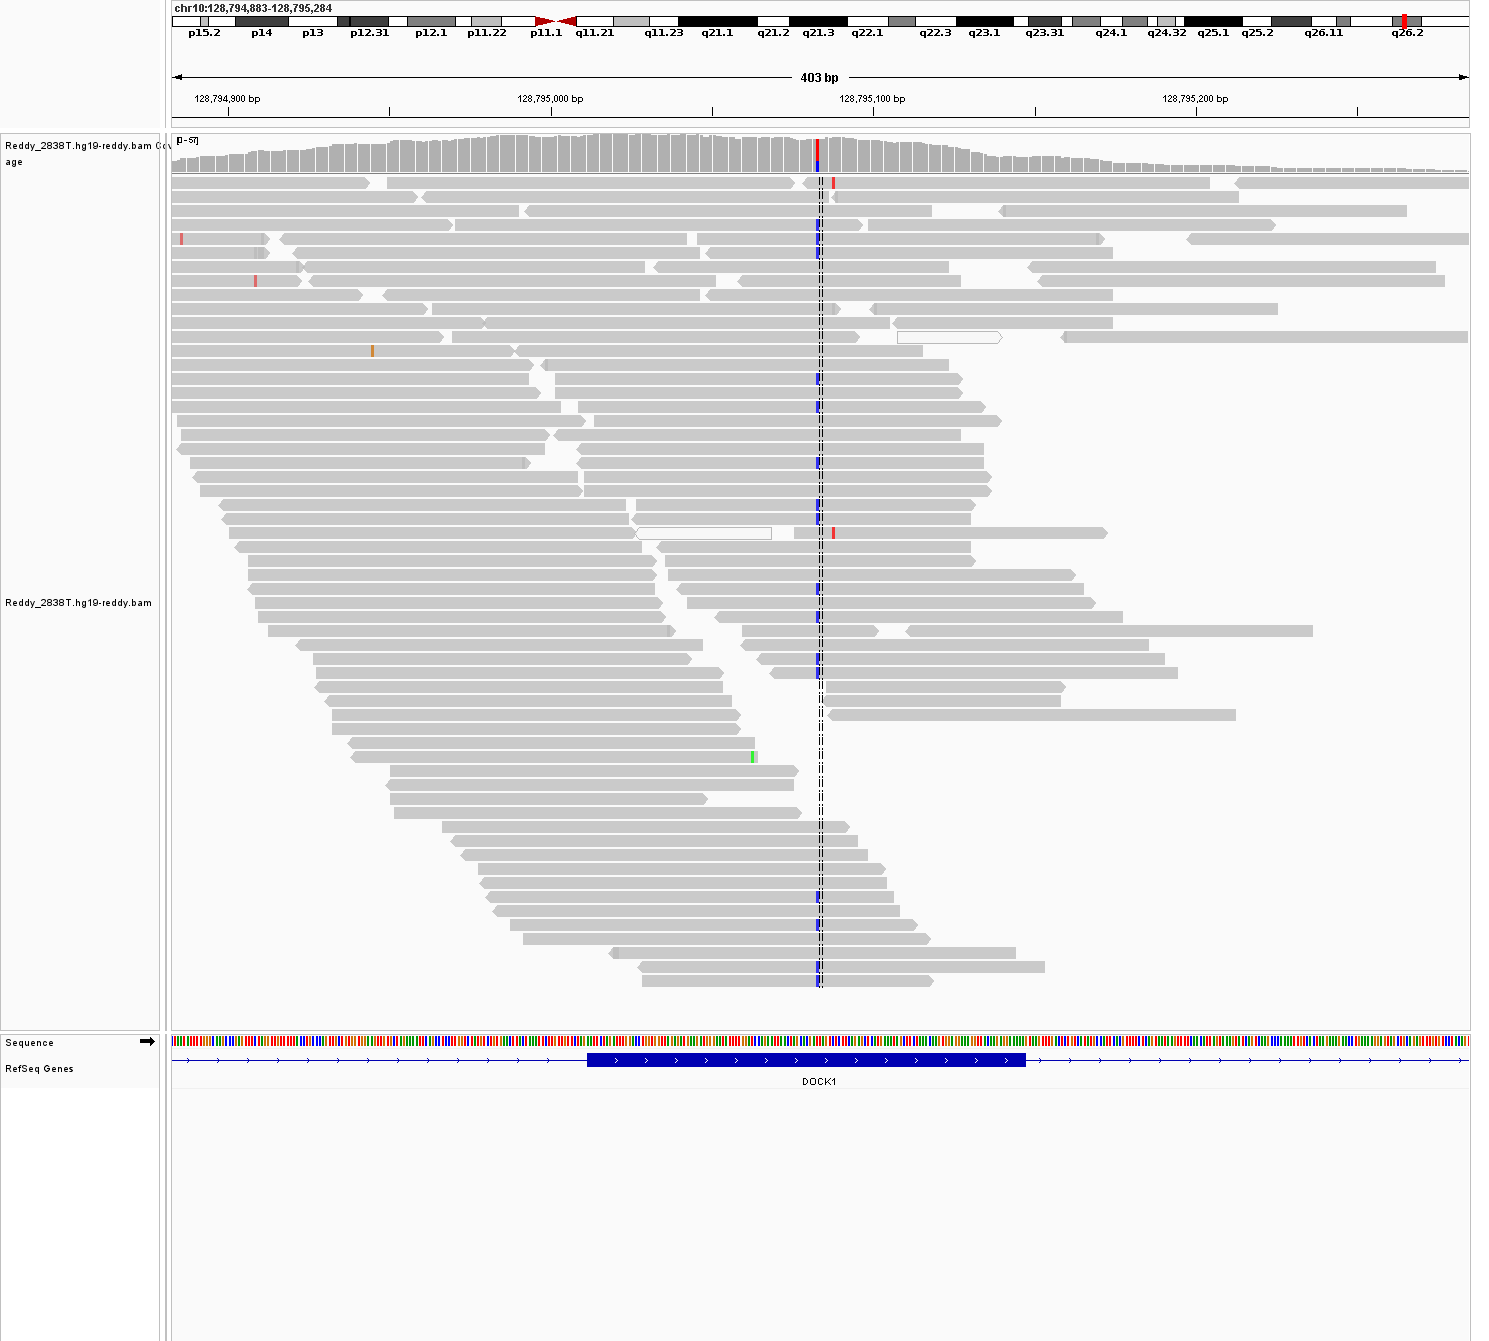 chr10:128,794,883-128,795,284
p15.2 p14 p13 p12.31 p12.1 p11.22 p11.1 q11.21 q11.23 q21.1 q21.2 q21.3 q22.1 q22.3 q23.1 q23.31 q24.1 q24.32 q25.1 q25.2 q26.11 q26.2
403 bp
128,794,900 bp 128,795,000 bp 128,795,100 bp 128,795,200 bp
[0-57]
Reddy_2838T.hg19-reddy.bam Cov
age
Reddy_2838T.hg19-reddy.bam
Sequence
RefSeq Genes
DOCK1